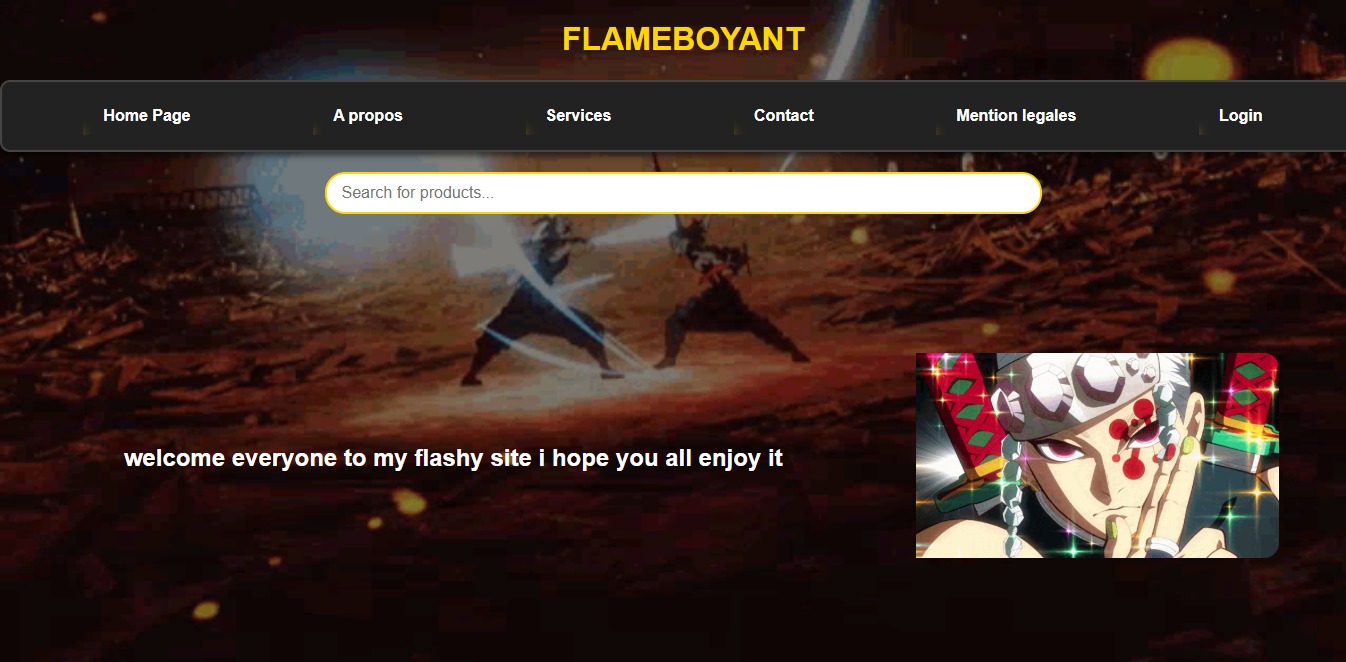 FLAMEBOYANT
Home Page A propos Services Contact Mention legales Login
Search for products...
welcome everyone to my flashy site i hope you all enjoy it